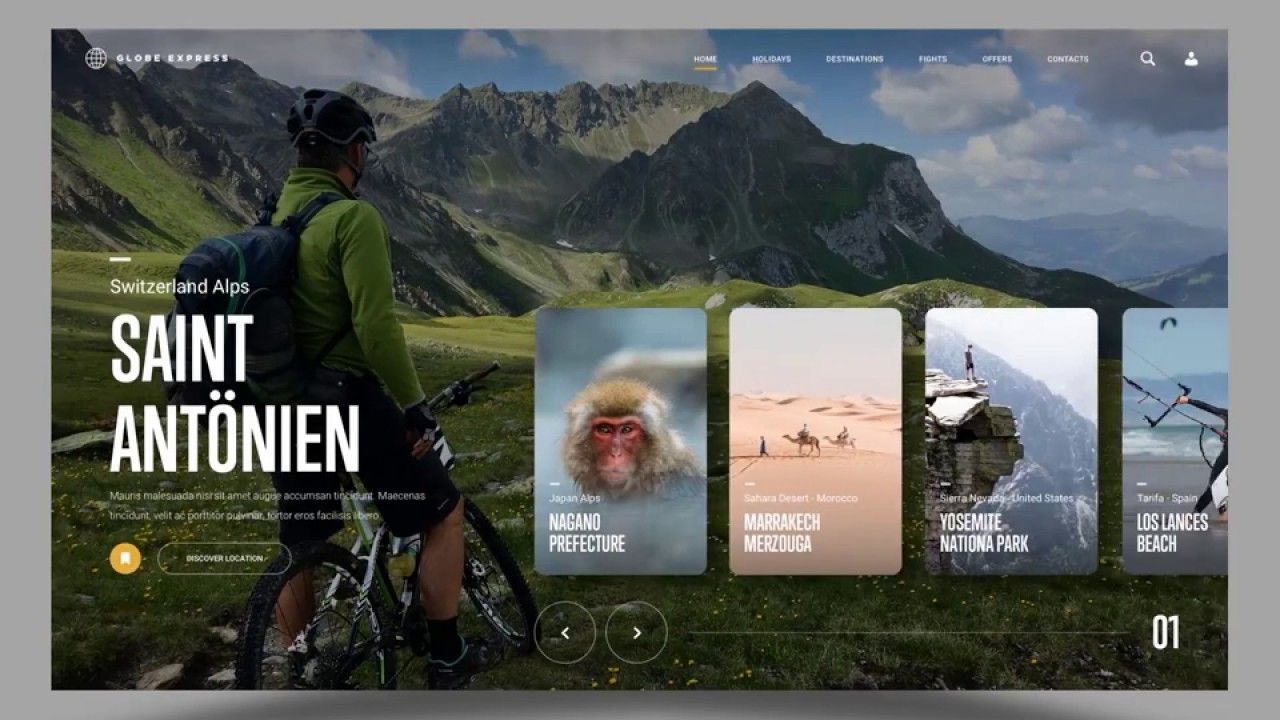 GLOBE EXPRESS
HOME HOLIDAYS DESTINATIONS FIGHTS OFFERS CONTACTS
Switzerland Alps
SAINT
ANTÖNIEN
Mauris malesuada nisi sit amet augue accumsan tincidunt. Maecenas
tincidunt, velit ac porttitor pulvinar, tortor eros facilisis libero
DISCOVER LOCATION
Japan Alps
NAGANO
PREFECTURE
Sahara Desert - Morocco
MARRAKECH
MERZOUGA
Sierra Nevada - United States
YOSEMITE
NATIONA PARK
Tarifa - Spain
LOS LANCES
BEACH
01